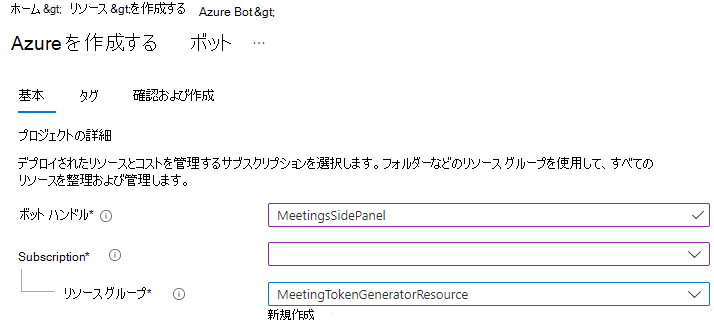 ホーム &gt; リソース &gt;を作成する Azure Bot &gt;
Azure を作成する ボット ···
基本 タグ 確認および作成
プロジェクトの詳細
デプロイされたリソースとコストを管理するサブスクリプションを選択します。フォルダーなどのリソース グループを使用して、すべての
リソースを整理および管理します。
ボット ハンドル* MeetingsSidePanel
Subscription*
リソース グループ* MeetingTokenGeneratorResource
新規作成